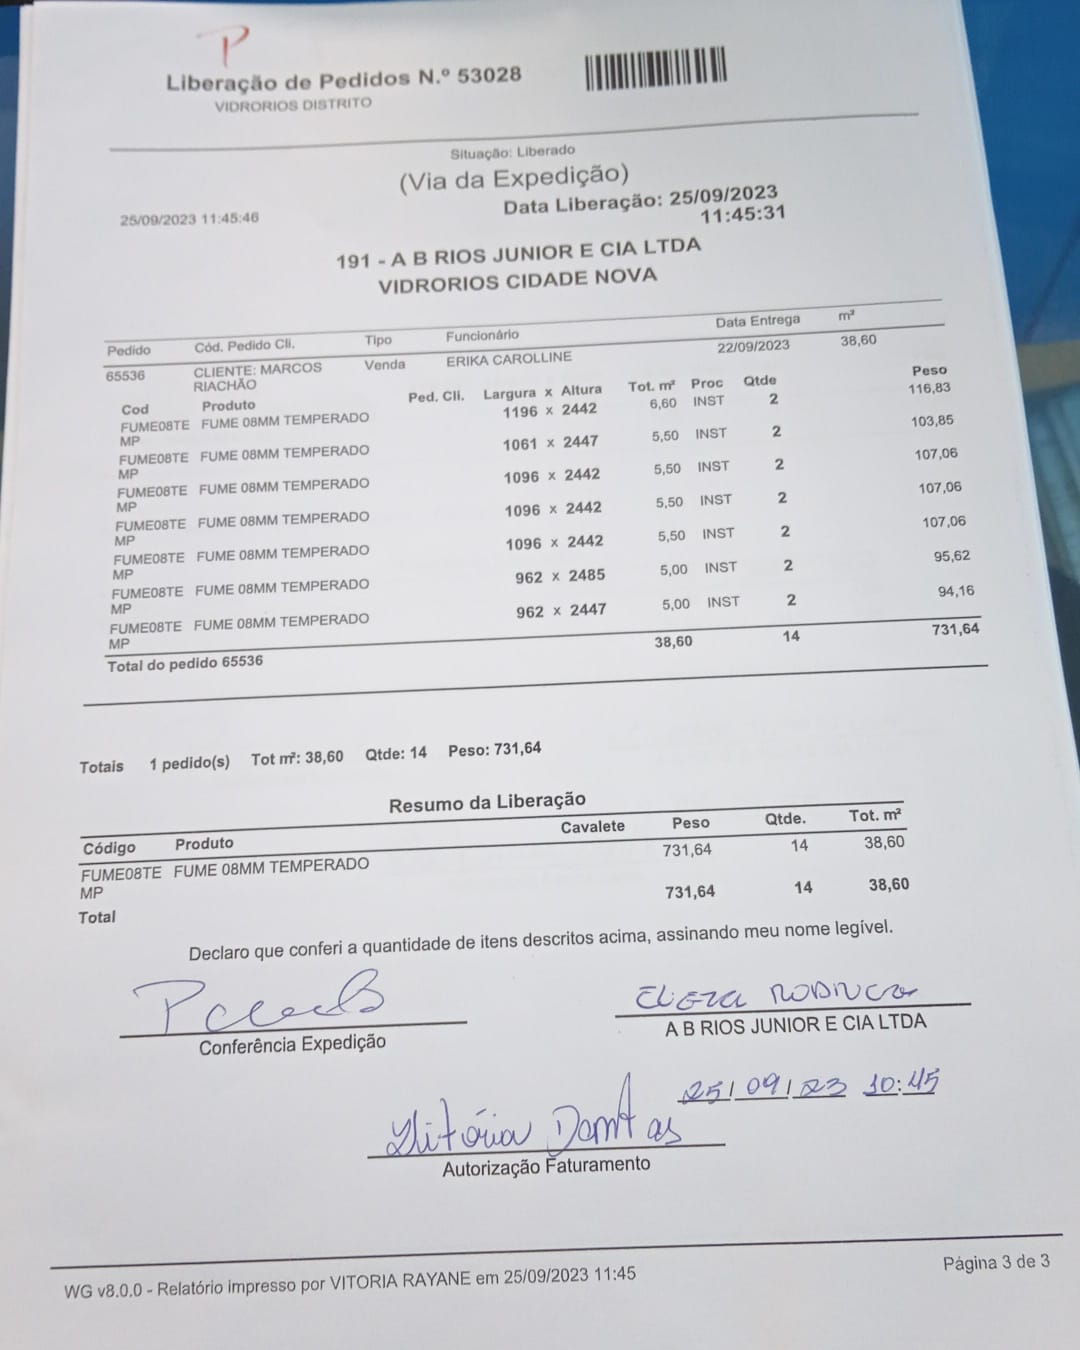 P
Liberação de Pedidos N.º 53028
VIDRORIOS DISTRITO
Situação: Liberado
(Via da Expedição)
25/09/2023 11:45:46
Data Liberação: 25/09/2023
11:45:31
191 - A B RIOS JUNIOR E CIA LTDA
VIDRORIOS CIDADE NOVA
Pedido Cód. Pedido Cli. Tipo Funcionário Data Entrega m²
65536 CLIENTE: MARCOS Venda ERIKA CAROLLINE 22/09/2023 38,60
RIACHÃO
Cod Produto Ped. Cli. Largura x Altura Tot. m² Proc Qtde Peso
FUME08TE FUME 08MM TEMPERADO 1196 x 2442 6,60 INST 2 116,83
MP
FUME08TE FUME 08MM TEMPERADO 1061 x 2447 5,50 INST 2 103,85
MP
FUME08TE FUME 08MM TEMPERADO 1096 x 2442 5,50 INST 2 107,06
MP
FUME08TE FUME 08MM TEMPERADO 1096 x 2442 5,50 INST 2 107,06
MP
FUME08TE FUME 08MM TEMPERADO 1096 x 2442 5,50 INST 2 107,06
MP
FUME08TE FUME 08MM TEMPERADO 962 x 2485 5,00 INST 2 95,62
MP
FUME08TE FUME 08MM TEMPERADO 962 x 2447 5,00 INST 2 94,16
MP
Total do pedido 65536 38,60 14 731,64
Totais 1 pedido(s) Tot m²: 38,60 Qtde: 14 Peso: 731,64
Resumo da Liberação
Código Produto Cavalete Peso Qtde. Tot. m²
FUME08TE FUME 08MM TEMPERADO 731,64 14 38,60
MP
Total 731,64 14 38,60
Declaro que conferi a quantidade de itens descritos acima, assinando meu nome legível.
Conferência Expedição
A B RIOS JUNIOR E CIA LTDA
25/09/23 10:45
Vitória Dantas
Autorização Faturamento
WG v8.0.0 - Relatório impresso por VITORIA RAYANE em 25/09/2023 11:45
Página 3 de 3